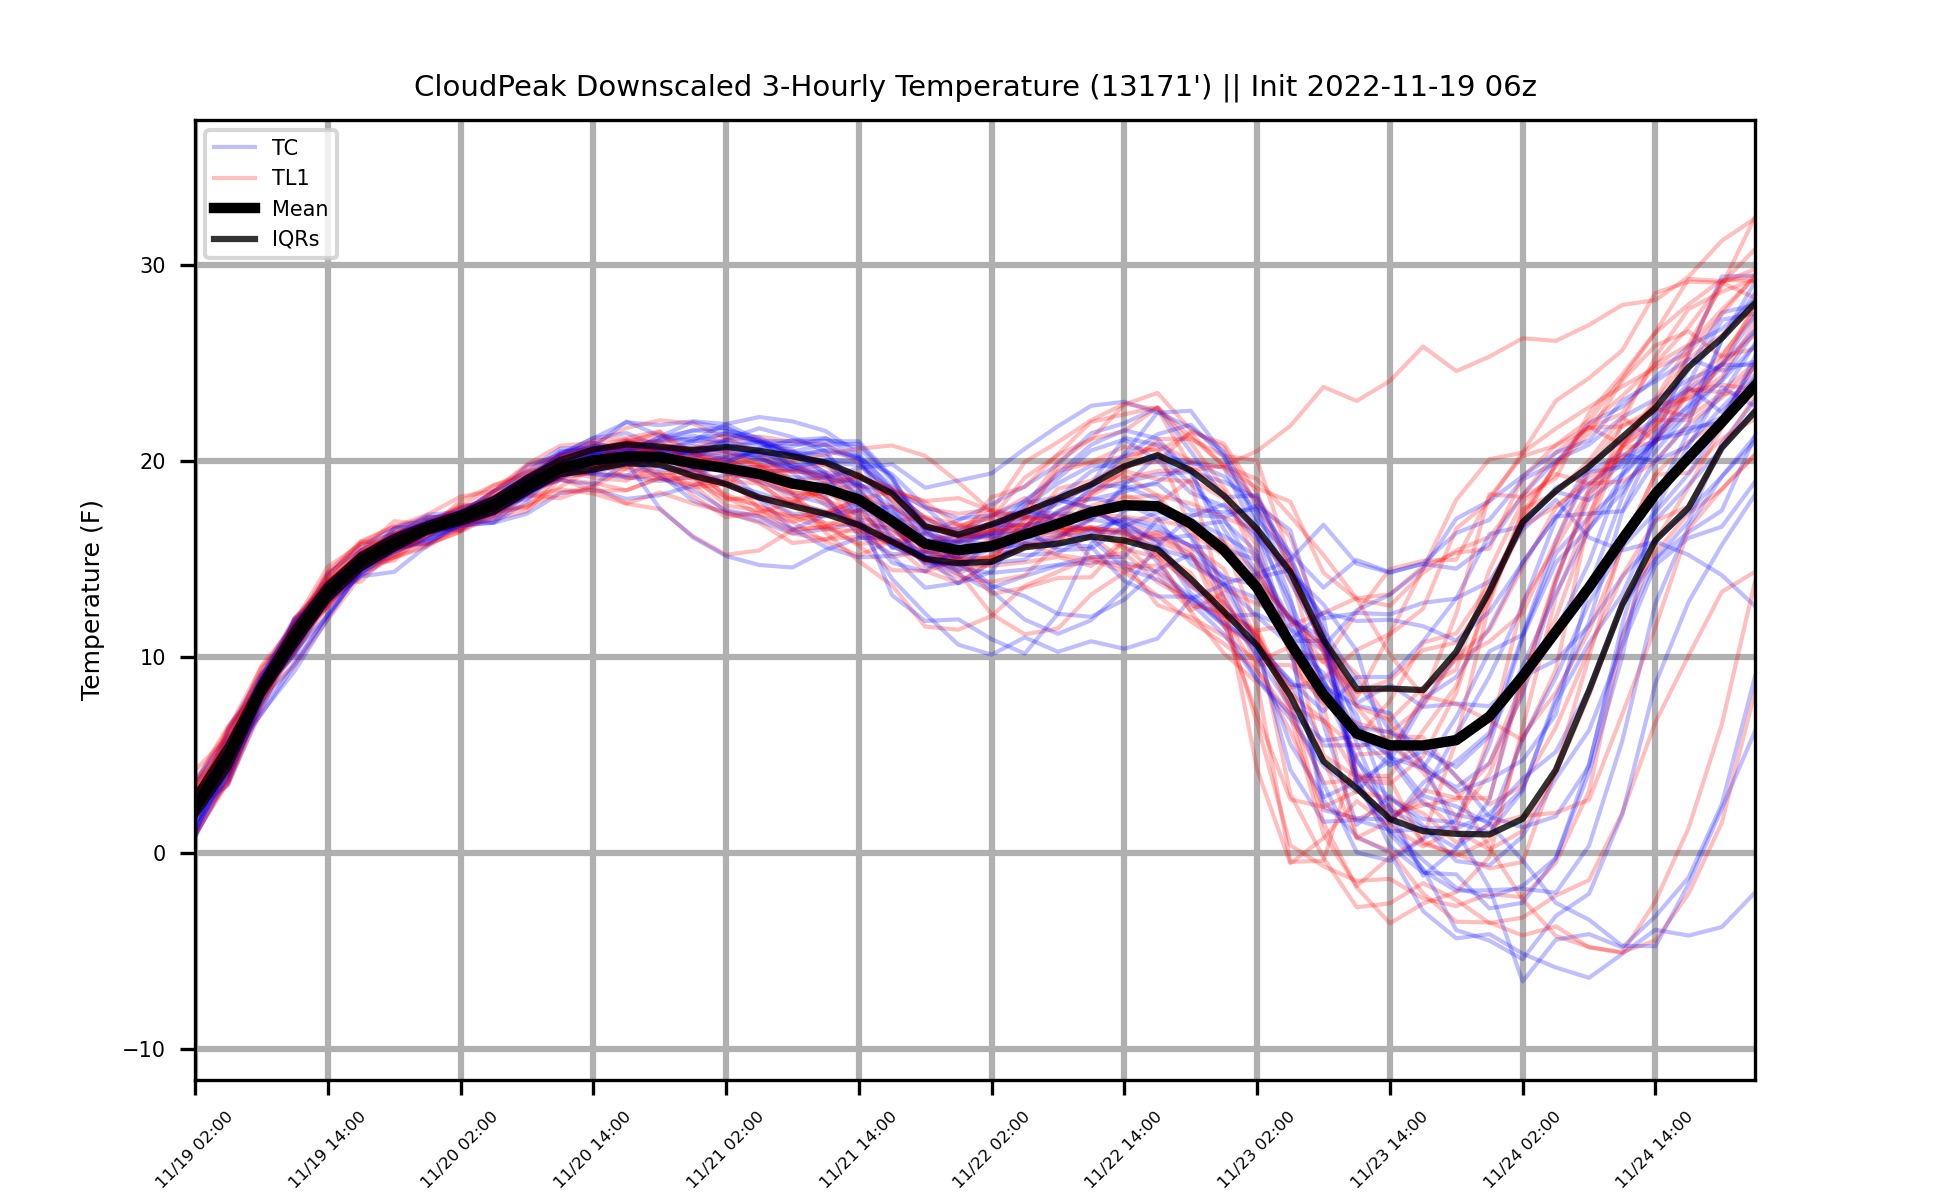 CloudPeak Downscaled 3-Hourly Temperature (13171') || Init 2022-11-19 06z
TC
TL1
Mean
IQRs
Temperature (F)
30
20
10
0
−10
11/19 02:00
11/19 14:00
11/20 02:00
11/20 14:00
11/21 02:00
11/21 14:00
11/22 02:00
11/22 14:00
11/23 02:00
11/23 14:00
11/24 02:00
11/24 14:00